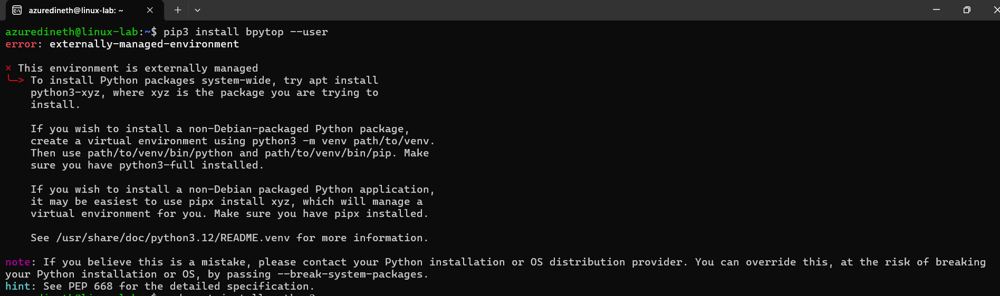 azuredineth@linux-lab: ~
azuredineth@linux-lab:~$ pip3 install bpytop --user
error: externally-managed-environment
× This environment is externally managed
╰─> To install Python packages system-wide, try apt install
python3-xyz, where xyz is the package you are trying to
install.
If you wish to install a non-Debian-packaged Python package,
create a virtual environment using python3 -m venv path/to/venv.
Then use path/to/venv/bin/python and path/to/venv/bin/pip. Make
sure you have python3-full installed.
If you wish to install a non-Debian packaged Python application,
it may be easiest to use pipx install xyz, which will manage a
virtual environment for you. Make sure you have pipx installed.
See /usr/share/doc/python3.12/README.venv for more information.
note: If you believe this is a mistake, please contact your Python installation or OS distribution provider. You can override this, at the risk of breaking
your Python installation or OS, by passing --break-system-packages.
hint: See PEP 668 for the detailed specification.